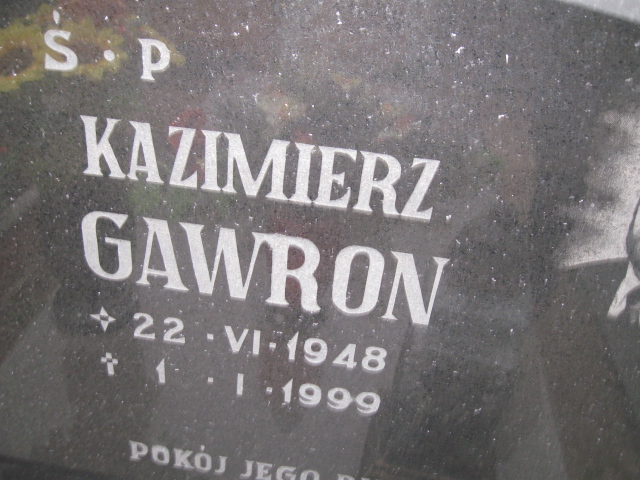 Ś·P
KAZIMIERZ
GAWRON
✧ 22·VI·1948
✝ 1·I·1999
POKÓJ JEGO